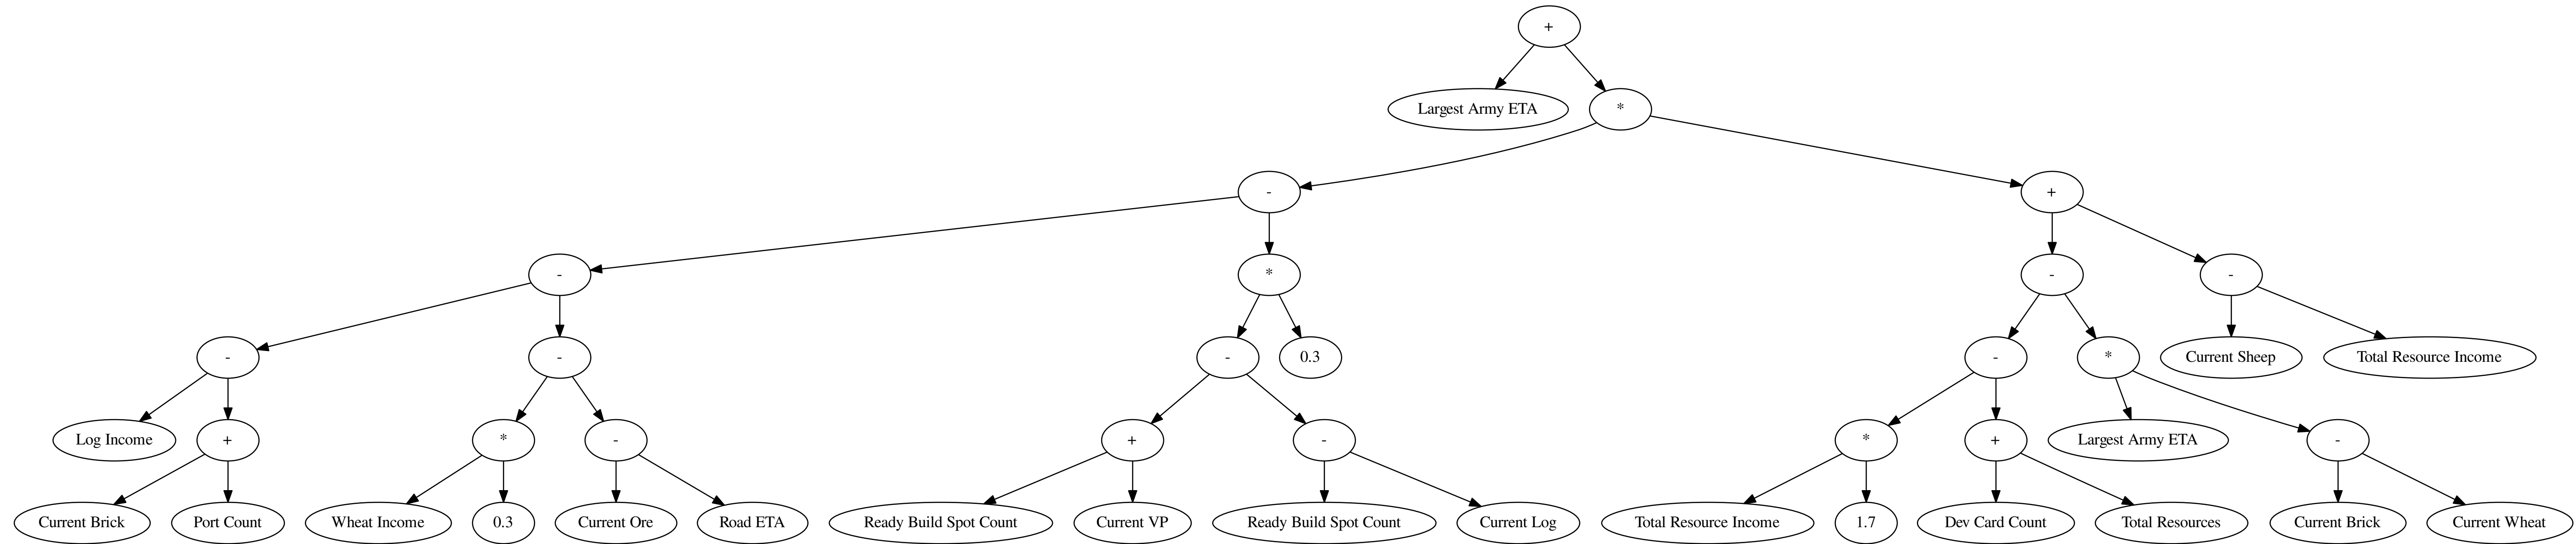 +
Largest Army ETA
*
-
+
-
*
-
-
-
-
-
0.3
-
*
Current Sheep
Total Resource Income
Log Income
+
*
-
+
-
*
+
Largest Army ETA
-
Current Brick
Port Count
Wheat Income
0.3
Current Ore
Road ETA
Ready Build Spot Count
Current VP
Ready Build Spot Count
Current Log
Total Resource Income
1.7
Dev Card Count
Total Resources
Current Brick
Current Wheat